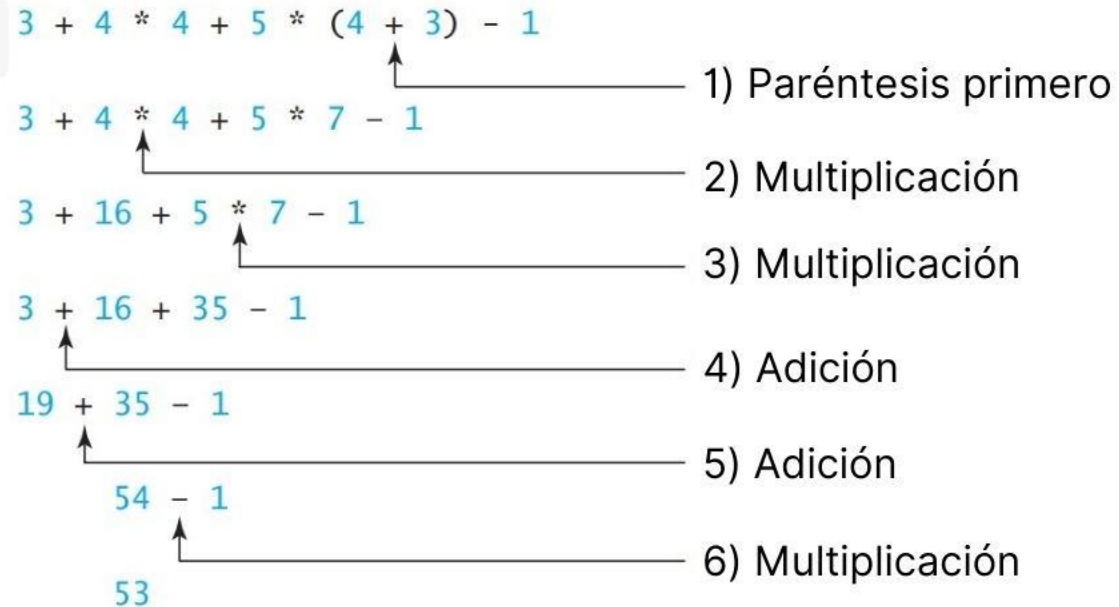 3 + 4 * 4 + 5 * (4 + 3) - 1
1) Paréntesis primero
3 + 4 * 4 + 5 * 7 - 1
2) Multiplicación
3 + 16 + 5 * 7 - 1
3) Multiplicación
3 + 16 + 35 - 1
4) Adición
19 + 35 - 1
5) Adición
54 - 1
6) Multiplicación
53